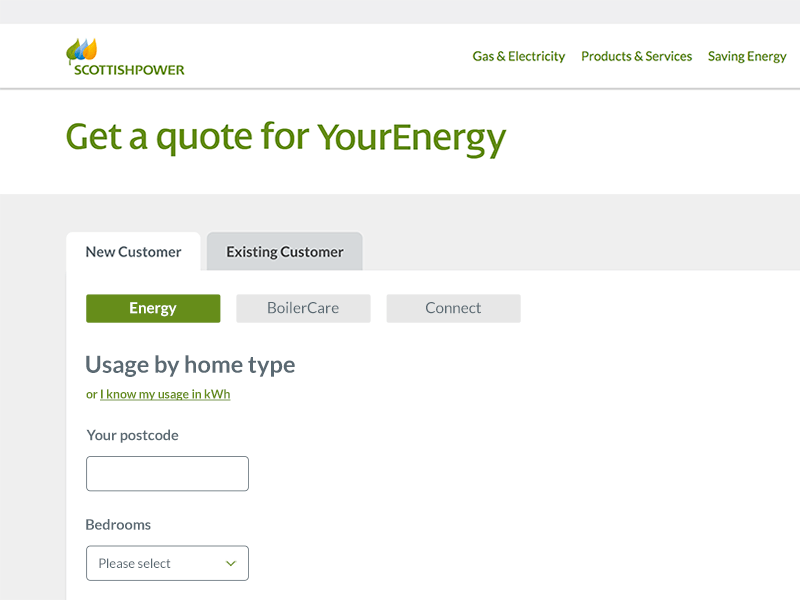 SCOTTISHPOWER
Gas & Electricity Products & Services Saving Energy
Get a quote for YourEnergy
New Customer Existing Customer
Energy BoilerCare Connect
Usage by home type
or I know my usage in kWh
Your postcode
Bedrooms
Please select